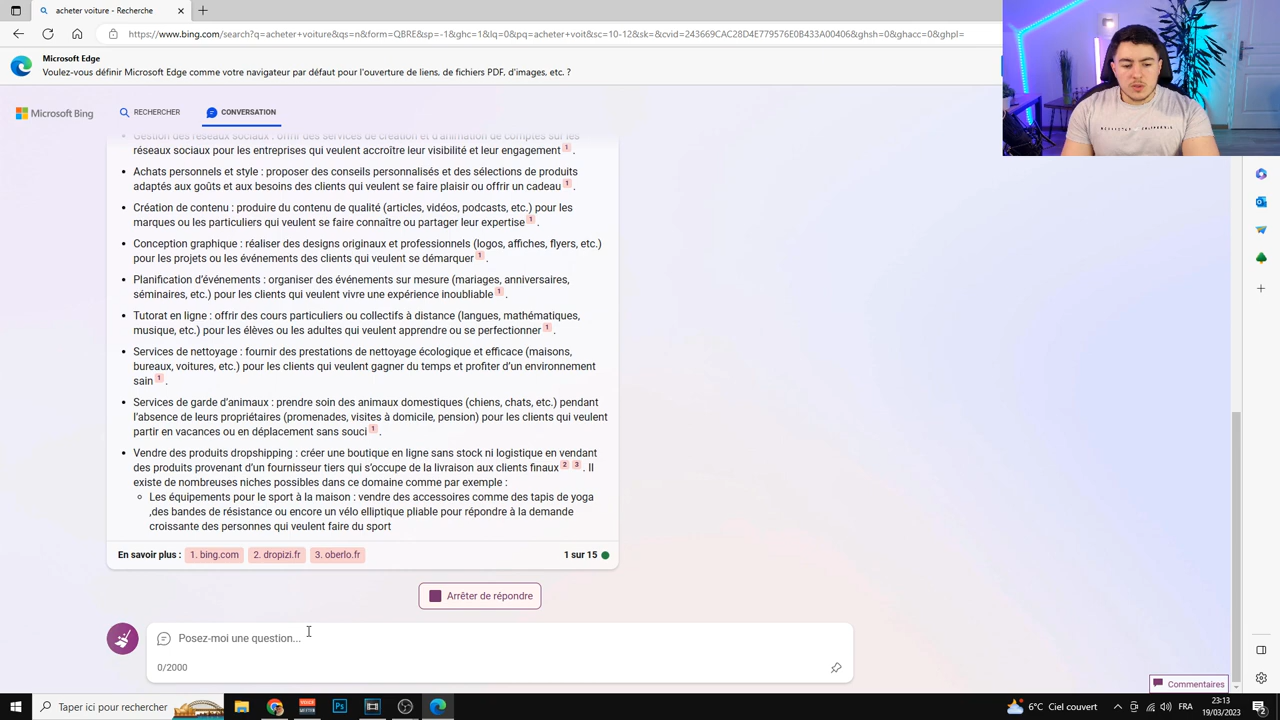 acheter voiture - Recherche
https://www.bing.com/search?q=acheter+voiture&qs=n&form=QBRE&sp=-1&ghc=1&lq=0&pq=acheter+voit&sc=10-12&sk=&cvid=243669CAC28D4E779576E0B433A00406&ghsh=0&ghacc=0&ghpl=
Microsoft Edge
Voulez-vous définir Microsoft Edge comme votre navigateur par défaut pour l'ouverture de liens, de fichiers PDF, d'images, etc. ?
Microsoft Bing
RECHERCHER
CONVERSATION
Gestion des réseaux sociaux : offrir des services de création et d'animation de comptes sur les
réseaux sociaux pour les entreprises qui veulent accroître leur visibilité et leur engagement 1 .
• Achats personnels et style : proposer des conseils personnalisés et des sélections de produits
adaptés aux goûts et aux besoins des clients qui veulent se faire plaisir ou offrir un cadeau 1 .
• Création de contenu : produire du contenu de qualité (articles, vidéos, podcasts, etc.) pour les
marques ou les particuliers qui veulent se faire connaître ou partager leur expertise 1 .
• Conception graphique : réaliser des designs originaux et professionnels (logos, affiches, flyers, etc.)
pour les projets ou les événements des clients qui veulent se démarquer 1 .
• Planification d'événements : organiser des événements sur mesure (mariages, anniversaires,
séminaires, etc.) pour les clients qui veulent vivre une expérience inoubliable 1 .
• Tutorat en ligne : offrir des cours particuliers ou collectifs à distance (langues, mathématiques,
musique, etc.) pour les élèves ou les adultes qui veulent apprendre ou se perfectionner 1 .
• Services de nettoyage : fournir des prestations de nettoyage écologique et efficace (maisons,
bureaux, voitures, etc.) pour les clients qui veulent gagner du temps et profiter d'un environnement
sain 1 .
• Services de garde d'animaux : prendre soin des animaux domestiques (chiens, chats, etc.) pendant
l'absence de leurs propriétaires (promenades, visites à domicile, pension) pour les clients qui veulent
partir en vacances ou en déplacement sans souci 1 .
• Vendre des produits dropshipping : créer une boutique en ligne sans stock ni logistique en vendant
des produits provenant d'un fournisseur tiers qui s'occupe de la livraison aux clients finaux 2 3 . Il
existe de nombreuses niches possibles dans ce domaine comme par exemple :
Les équipements pour le sport à la maison : vendre des accessoires comme des tapis de yoga
,des bandes de résistance ou encore un vélo elliptique pliable pour répondre à la demande
croissante des personnes qui veulent faire du sport
En savoir plus : 1. bing.com 2. dropizi.fr 3. oberlo.fr 1 sur 15
Arrêter de répondre
Posez-moi une question...
0/2000
Commentaires
Taper ici pour rechercher
Ps
6°C Ciel couvert
FRA
23:13
19/03/2023
2